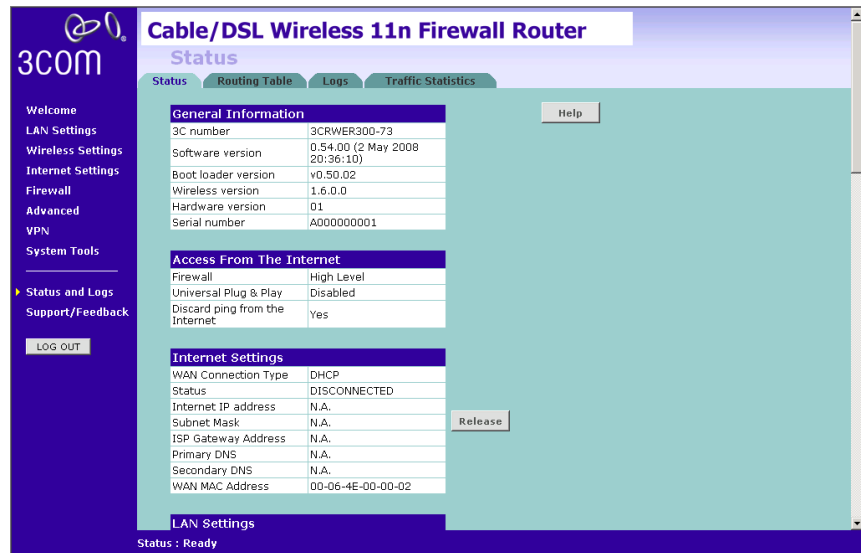 3COM
Cable/DSL Wireless 11n Firewall Router
Status
Status Routing Table Logs Traffic Statistics
Welcome
LAN Settings
Wireless Settings
Internet Settings
Firewall
Advanced
VPN
System Tools
Status and Logs
Support/Feedback
LOG OUT
General Information
3C number 3CRWER300-73
Software version 0.54.00 (2 May 2008
20:36:10)
Boot loader version v0.50.02
Wireless version 1.6.0.0
Hardware version 01
Serial number A000000001
Help
Access From The Internet
Firewall High Level
Universal Plug & Play Disabled
Discard ping from the
Internet Yes
Internet Settings
WAN Connection Type DHCP
Status DISCONNECTED
Internet IP address N.A.
Subnet Mask N.A.
ISP Gateway Address N.A.
Primary DNS N.A.
Secondary DNS N.A.
WAN MAC Address 00-06-4E-00-00-02
Release
LAN Settings
Status : Ready